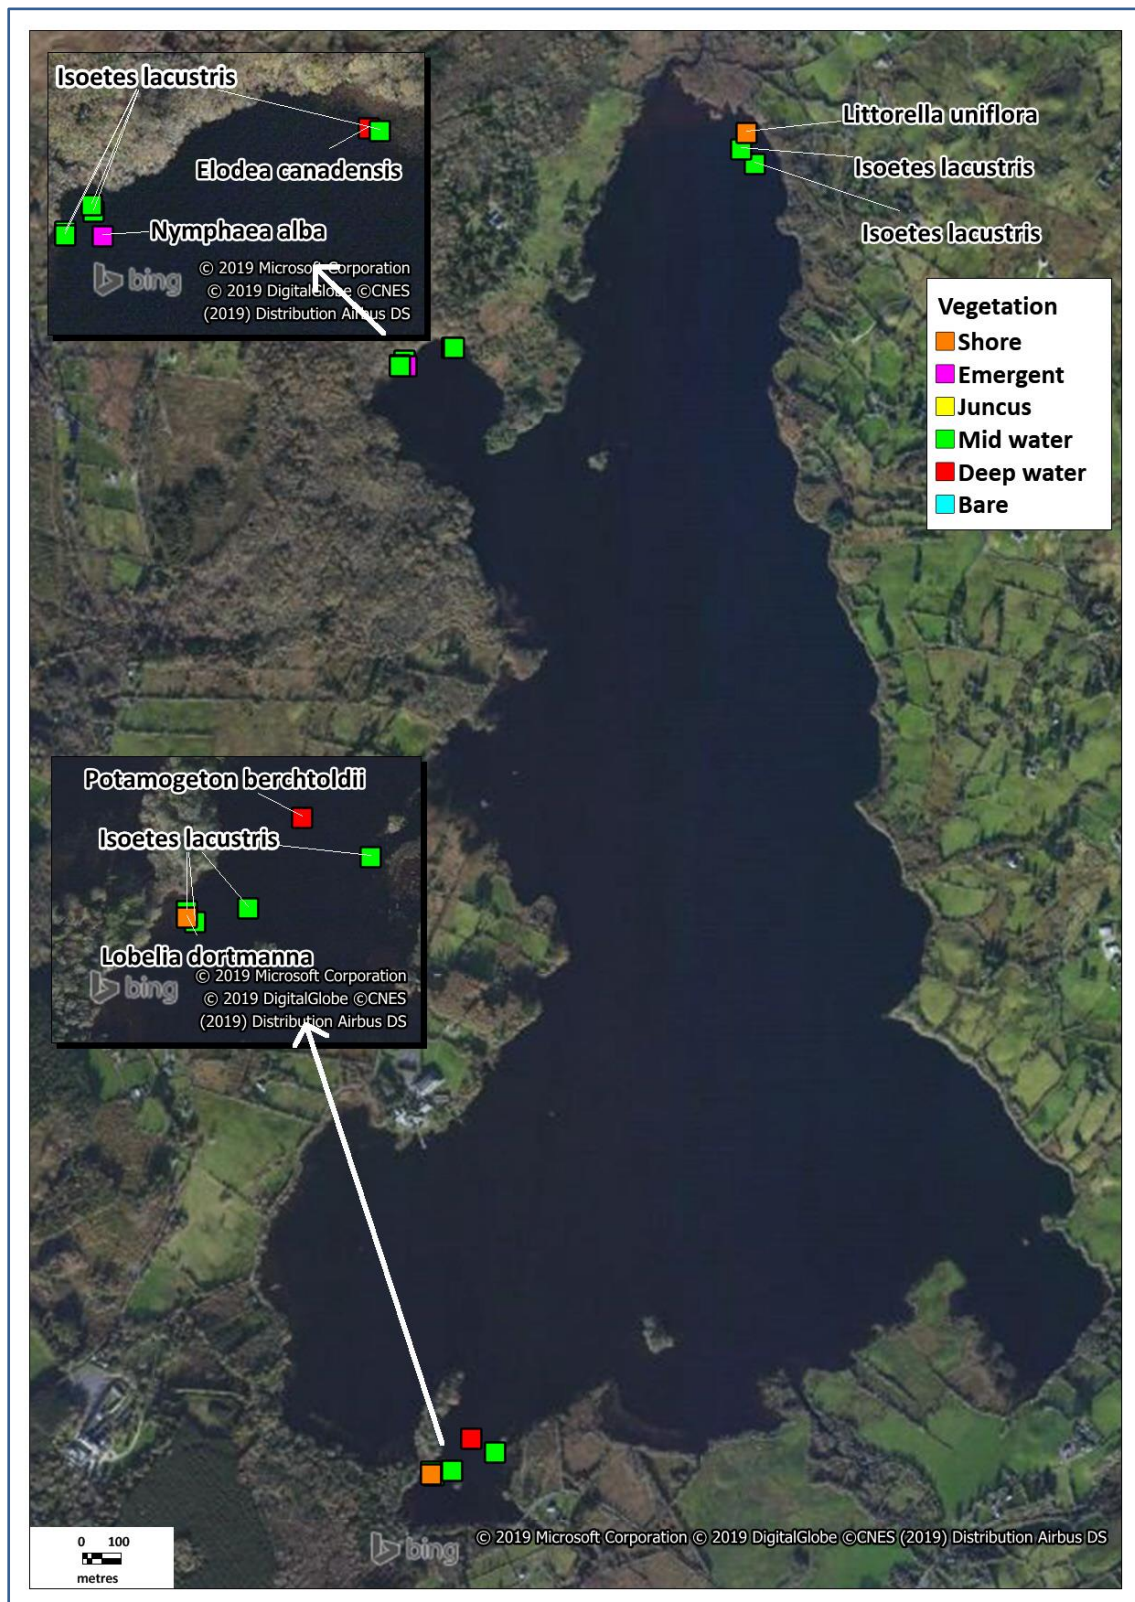 Isoetes lacustris
Elodea canadensis
Nymphaea alba
bing
© 2019 Microsoft Corporation
© 2019 DigitalGlobe ©CNES
(2019) Distribution Airbus DS
Littorella uniflora
Isoetes lacustris
Isoetes lacustris
Vegetation
Shore
Emergent
Juncus
Mid water
Deep water
Bare
Potamogeton berchtoldii
Isoetes lacustris
Lobelia dortmanna
bing
© 2019 Microsoft Corporation
© 2019 DigitalGlobe ©CNES
(2019) Distribution Airbus DS
0 100
metres
bing
© 2019 Microsoft Corporation © 2019 DigitalGlobe ©CNES (2019) Distribution Airbus DS